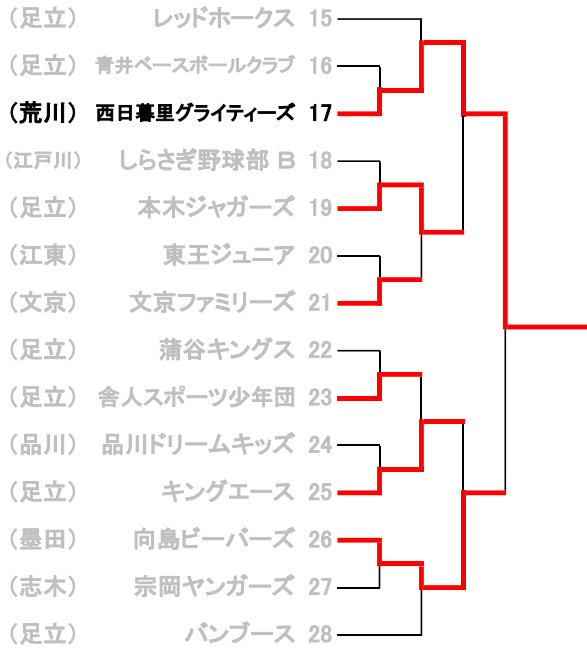 (足立) レッドホークス 15
(足立) 青井ベースボールクラブ 16
(荒川) 西日暮里グライティーズ 17
(江戸川) しらさぎ野球部 B 18
(足立) 本木ジャガーズ 19
(江東) 東王ジュニア 20
(文京) 文京ファミリーズ 21
(足立) 蒲谷キングス 22
(足立) 舎人スポーツ少年団 23
(品川) 品川ドリームキッズ 24
(足立) キングエース 25
(墨田) 向島ビーバーズ 26
(志木) 宗岡ヤンガーズ 27
(足立) バンブース 28